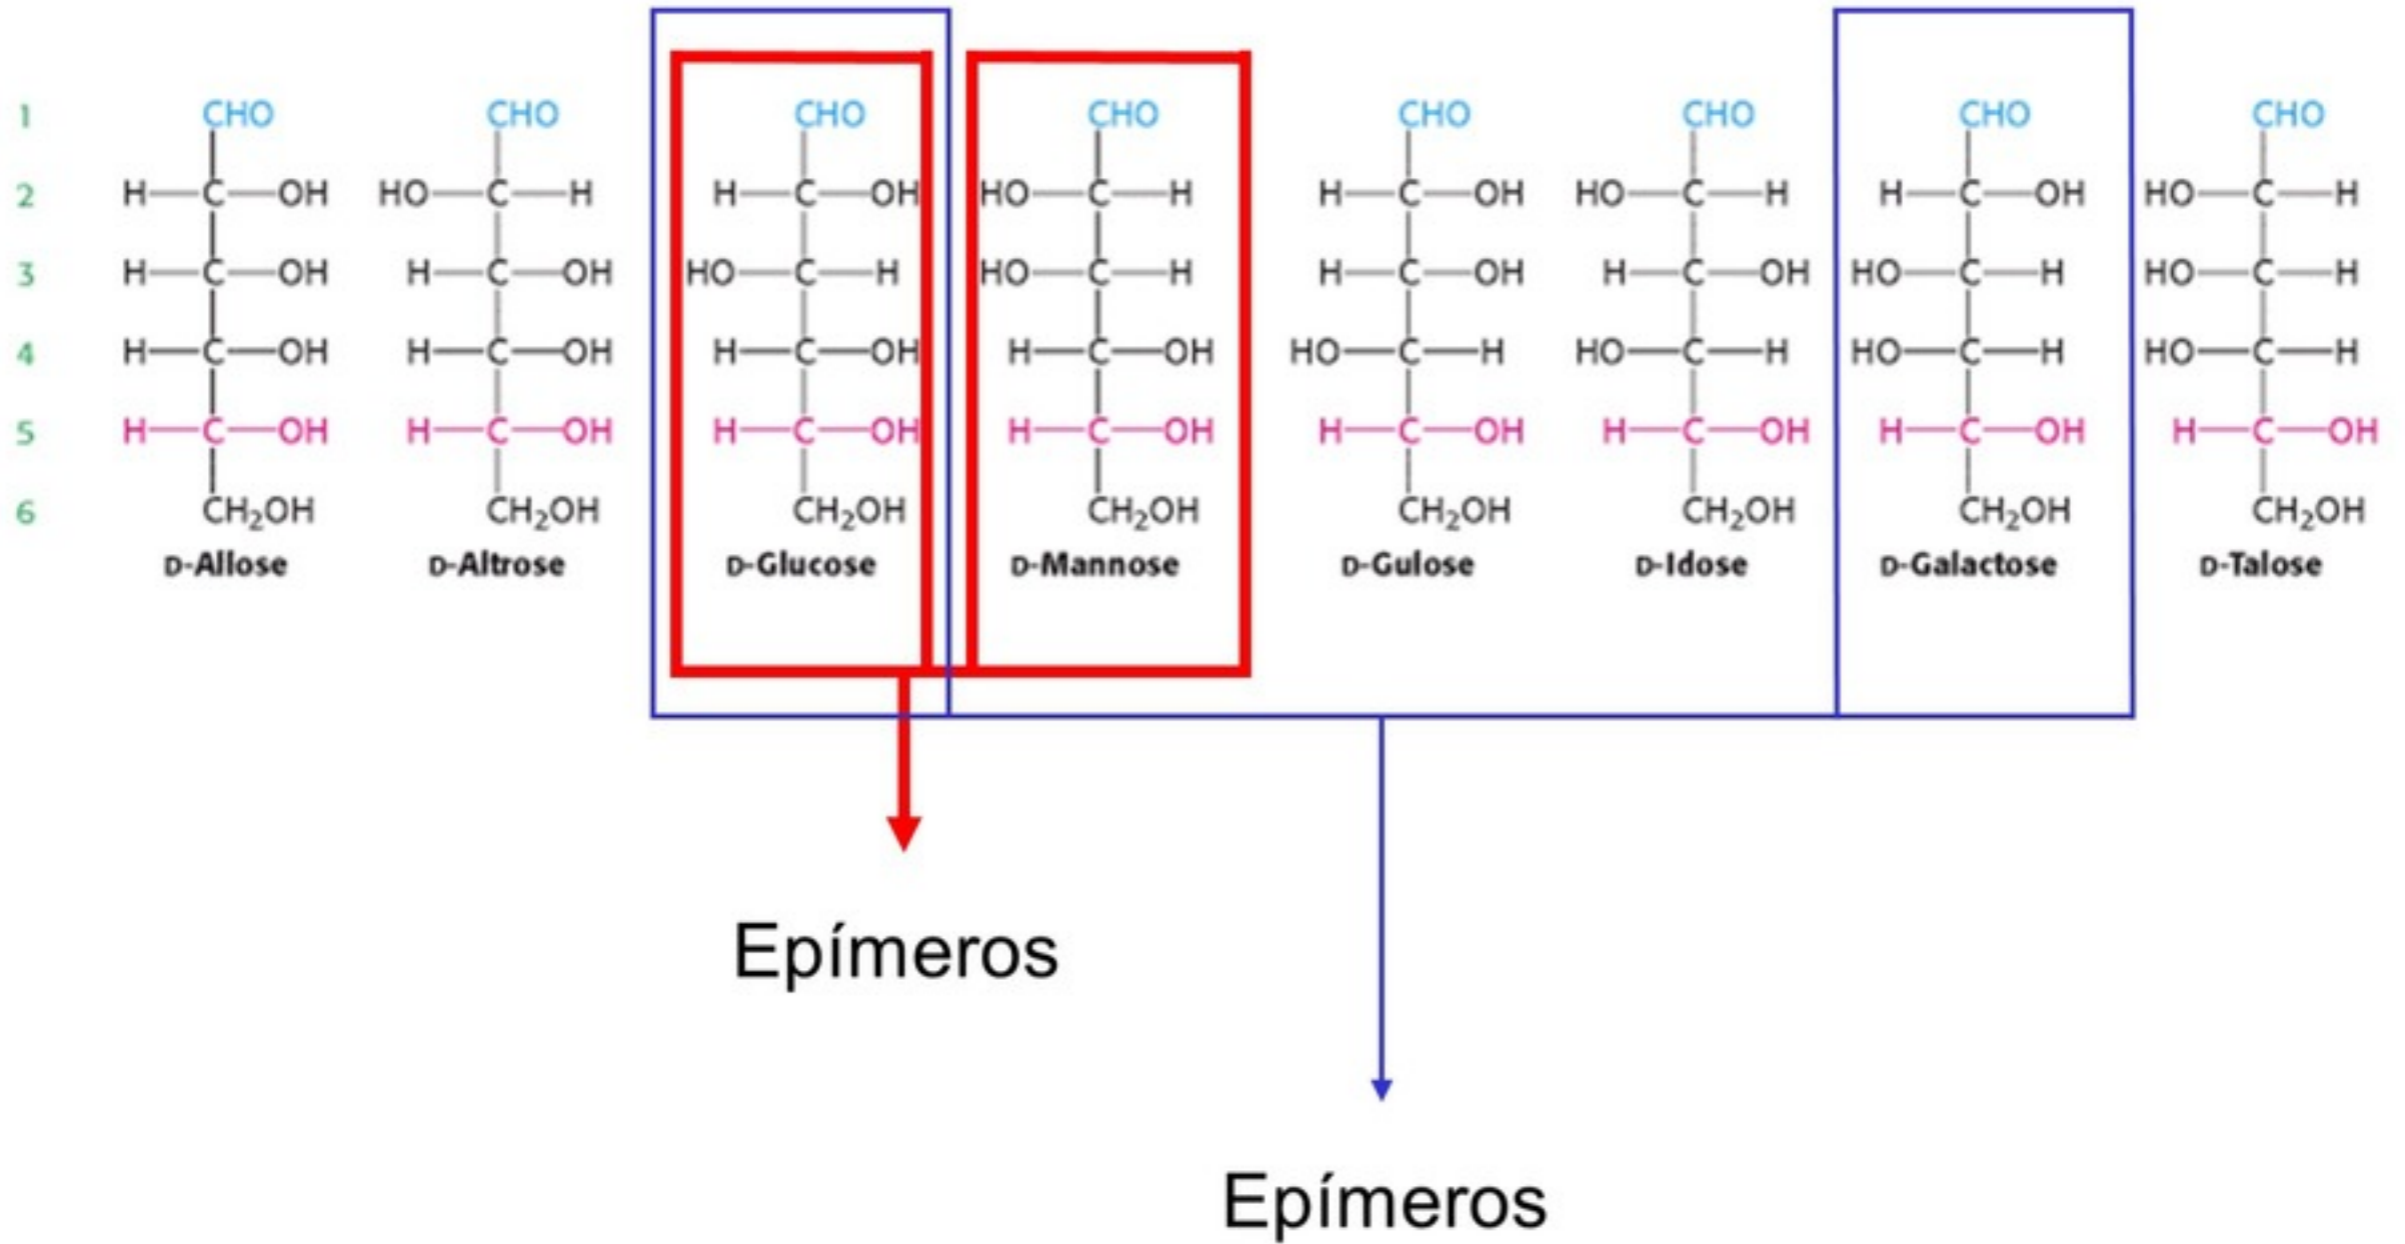 1 CHO CHO CHO CHO CHO CHO CHO CHO
2 H—C—OH HO—C—H H—C—OH HO—C—H H—C—OH HO—C—H H—C—OH HO—C—H
3 H—C—OH H—C—OH HO—C—H HO—C—H H—C—OH H—C—OH HO—C—H HO—C—H
4 H—C—OH H—C—OH H—C—OH H—C—OH HO—C—H HO—C—H HO—C—H HO—C—H
5 H—C—OH H—C—OH H—C—OH H—C—OH H—C—OH H—C—OH H—C—OH H—C—OH
6 CH₂OH CH₂OH CH₂OH CH₂OH CH₂OH CH₂OH CH₂OH CH₂OH
D-Allose D-Altrose D-Glucose D-Mannose D-Gulose D-Idose D-Galactose D-Talose
Epímeros
Epímeros